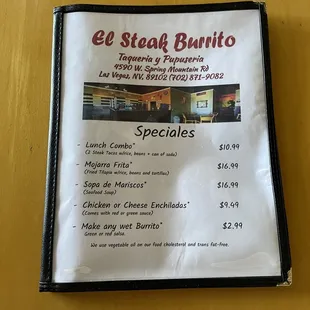 El Steak Burrito
Taqueria y Pupuseria
4590 W. Spring Mountain Rd
Las Vegas, NV. 89102 (702) 871-9082
Speciales
- Lunch Combo* $10.99
(2 Steak Tacos w/rice, beans + can of soda)
- Mojarra Frita* $16.99
(Fried Tilapia w/rice, beans and tortillas)
- Sopa de Mariscos* $16.99
(Seafood Soup)
- Chicken or Cheese Enchiladas* $9.49
(Comes with red or green sauce)
- Make any wet Burrito* $2.99
Green or red salsa.
We use vegetable all on our food cholesterol and trans fat-free.